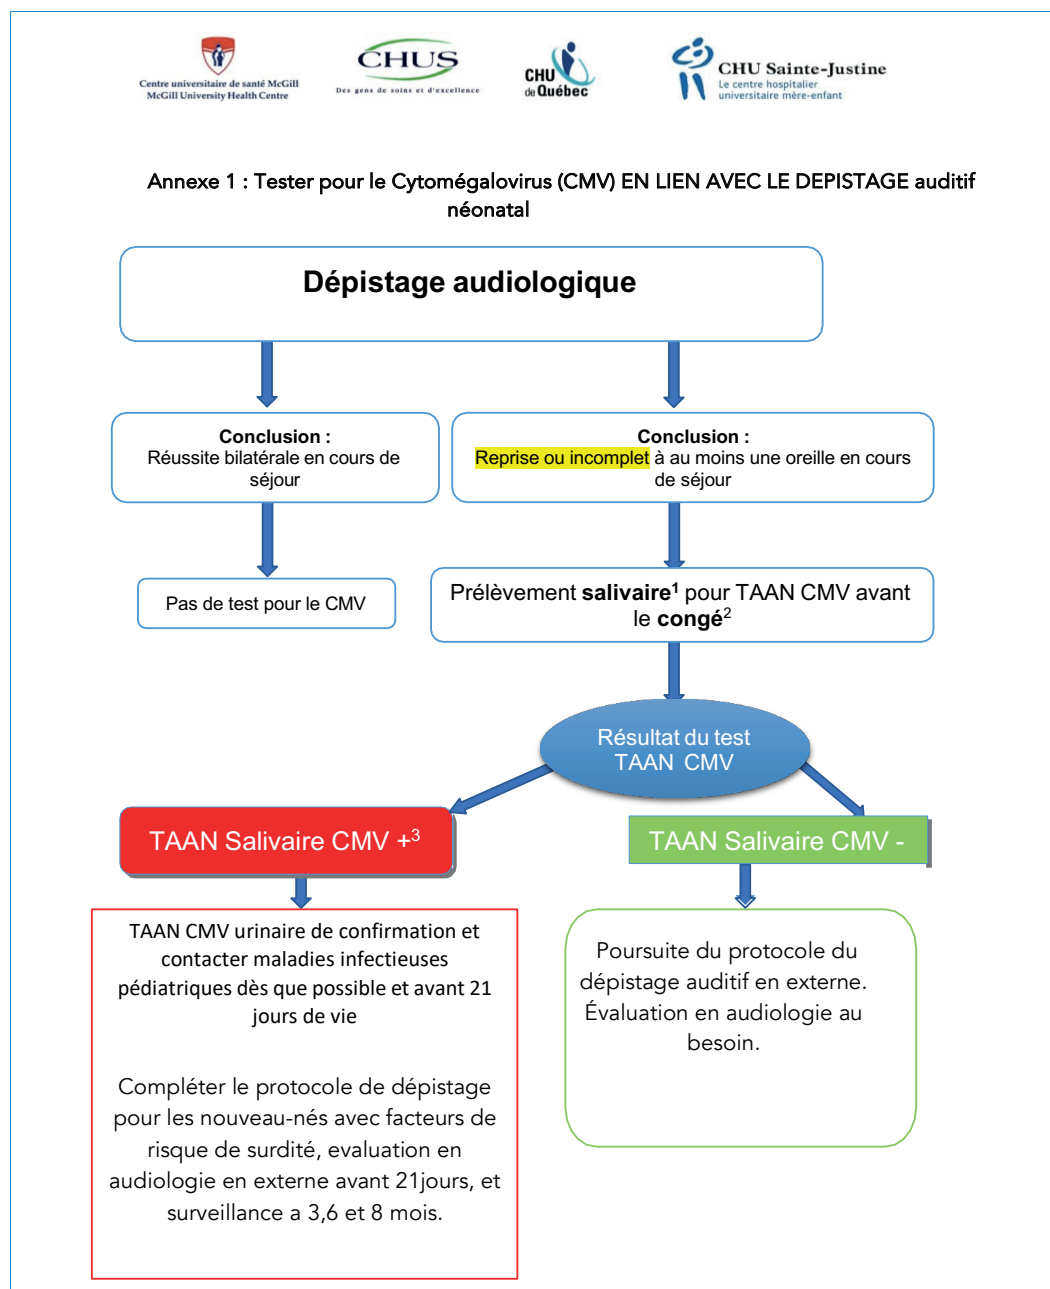 Centre universitaire de santé McGill
McGill University Health Centre
CHUS
Des gens de soins et d'excellence
CHU
de Québec
CHU Sainte-Justine
Le centre hospitalier
universitaire mère-enfant
Annexe 1 : Tester pour le Cytomégalovirus (CMV) EN LIEN AVEC LE DEPISTAGE auditif
néonatal
Dépistage audiologique
Conclusion :
Réussite bilatérale en cours de
séjour
Conclusion :
Reprise ou incomplet à au moins une oreille en cours
de séjour
Pas de test pour le CMV
Prélèvement salivaire¹ pour TAAN CMV avant
le congé²
Résultat du test
TAAN CMV
TAAN Salivaire CMV +³
TAAN Salivaire CMV -
TAAN CMV urinaire de confirmation et
contacter maladies infectieuses
pédiatriques dès que possible et avant 21
jours de vie
Compléter le protocole de dépistage
pour les nouveau-nés avec facteurs de
risque de surdité, evaluation en
audiologie en externe avant 21jours, et
surveillance a 3,6 et 8 mois.
Poursuite du protocole du
dépistage auditif en externe.
Évaluation en audiologie au
besoin.